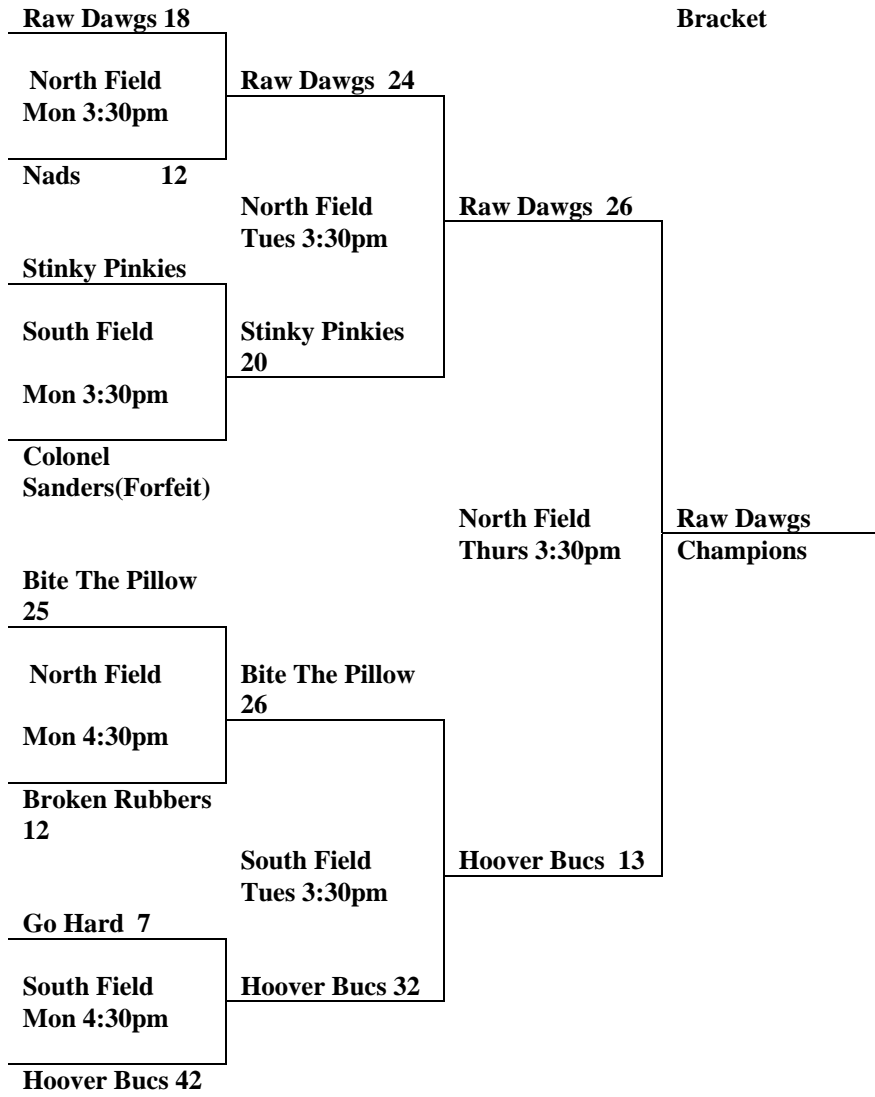 Raw Dawgs 18
Bracket
North Field
Mon 3:30pm
Raw Dawgs 24
Nads 12
North Field
Tues 3:30pm
Raw Dawgs 26
Stinky Pinkies
South Field
Mon 3:30pm
Stinky Pinkies
20
Colonel
Sanders(Forfeit)
North Field
Thurs 3:30pm
Raw Dawgs
Champions
Bite The Pillow
25
North Field
Mon 4:30pm
Bite The Pillow
26
Broken Rubbers
12
South Field
Tues 3:30pm
Hoover Bucs 13
Go Hard 7
South Field
Mon 4:30pm
Hoover Bucs 32
Hoover Bucs 42